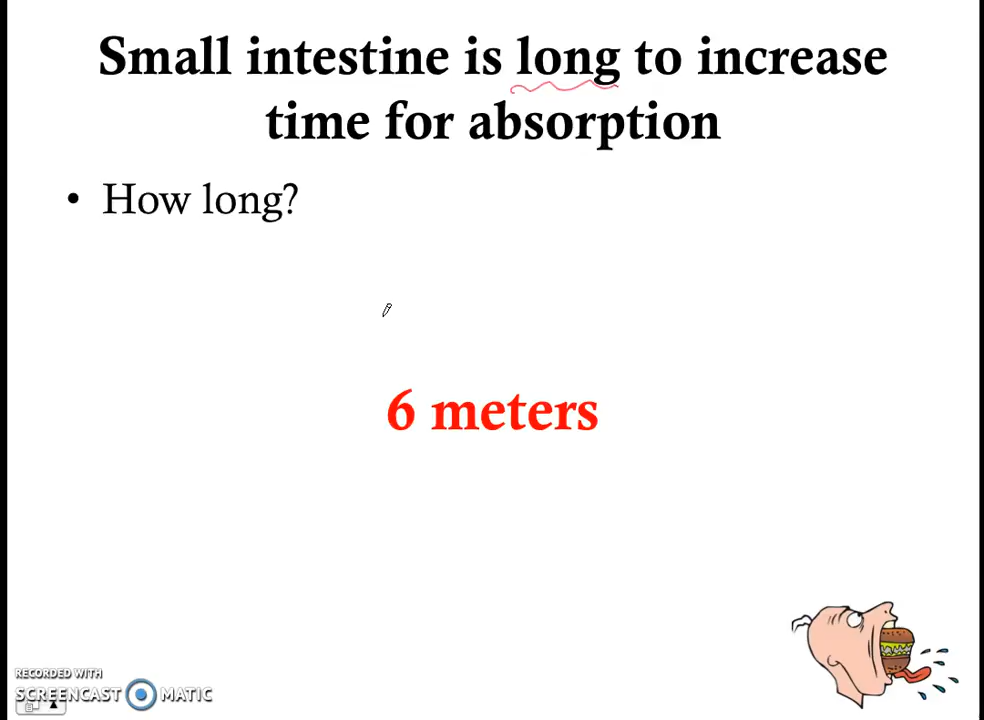 Small intestine is long to increase
time for absorption
• How long?
6 meters
RECORDED WITH
SCREENCAST MATIC